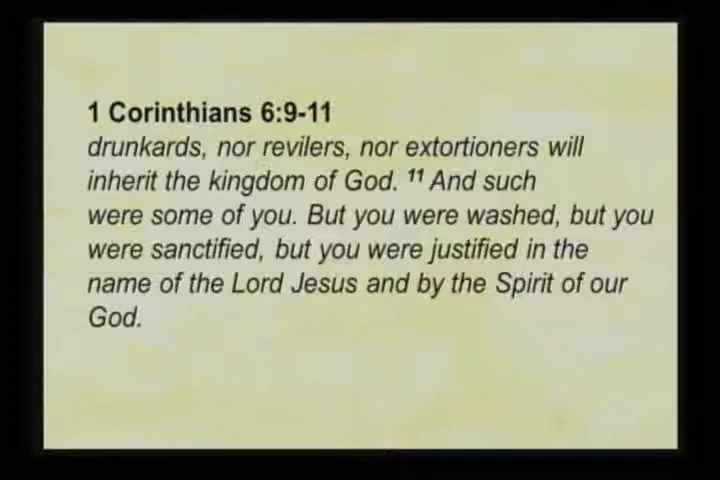 1 Corinthians 6:9-11
drunkards, nor revilers, nor extortioners will
inherit the kingdom of God. ¹¹ And such
were some of you. But you were washed, but you
were sanctified, but you were justified in the
name of the Lord Jesus and by the Spirit of our
God.